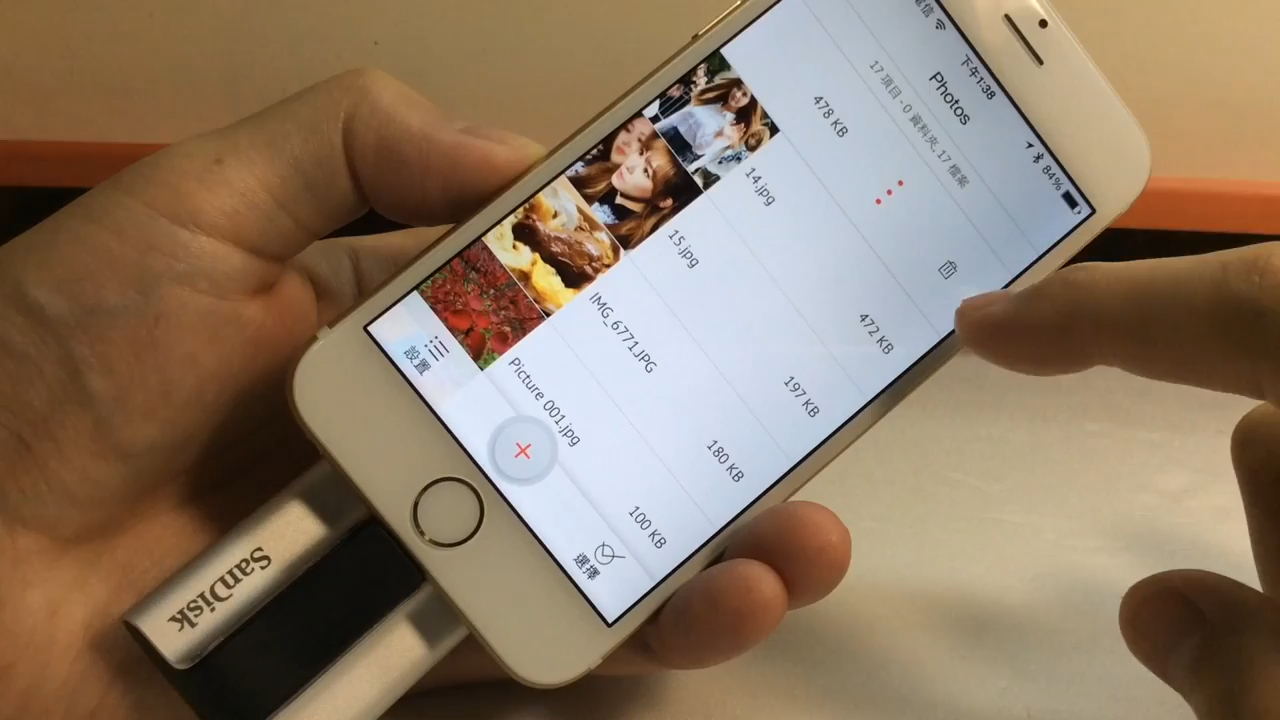 電信
下午1:38
84%
Photos
17 項目 - 0 資料夾, 17 檔案
478 KB
14.jpg
472 KB
15.jpg
197 KB
IMG_6771.JPG
180 KB
Picture 001.jpg
100 KB
設置
選擇
SanDisk